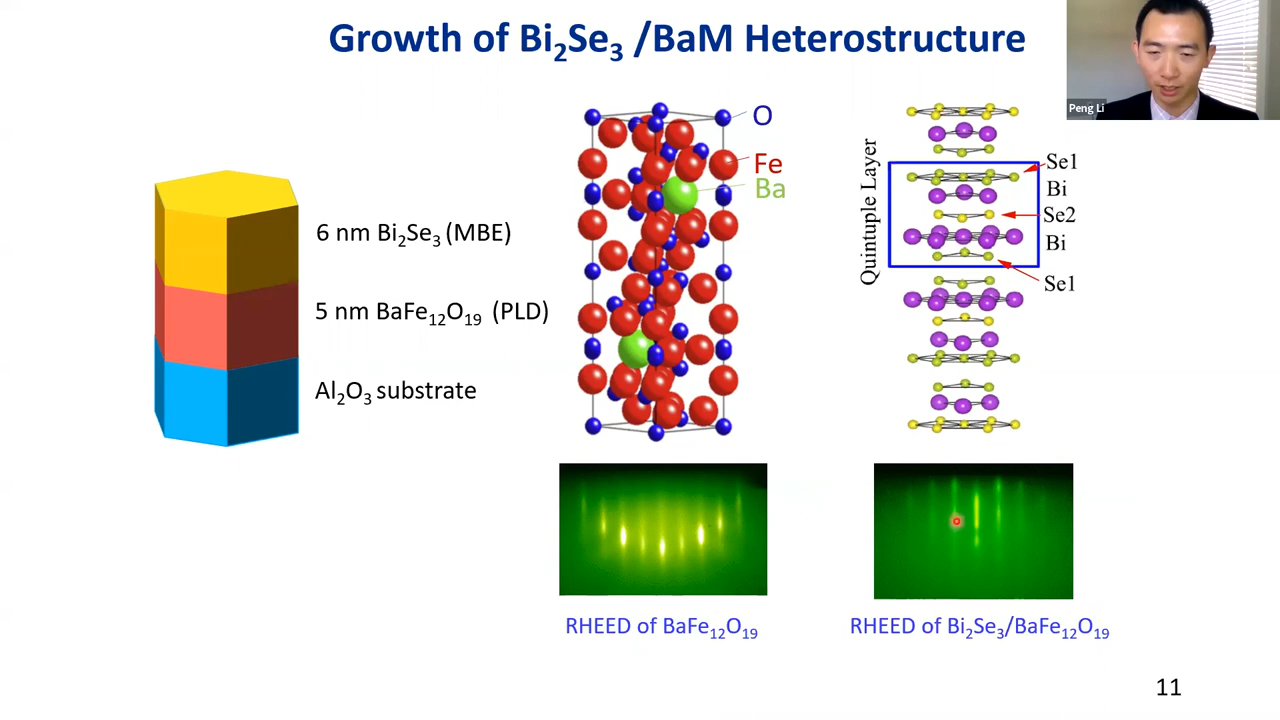 Growth of Bi₂Se₃ /BaM Heterostructure
Peng Li
6 nm Bi₂Se₃ (MBE)
5 nm BaFe₁₂O₁₉ (PLD)
Al₂O₃ substrate
O
Fe
Ba
Quintuple Layer
Se1
Bi
Se2
Bi
Se1
RHEED of BaFe₁₂O₁₉
RHEED of Bi₂Se₃/BaFe₁₂O₁₉
11